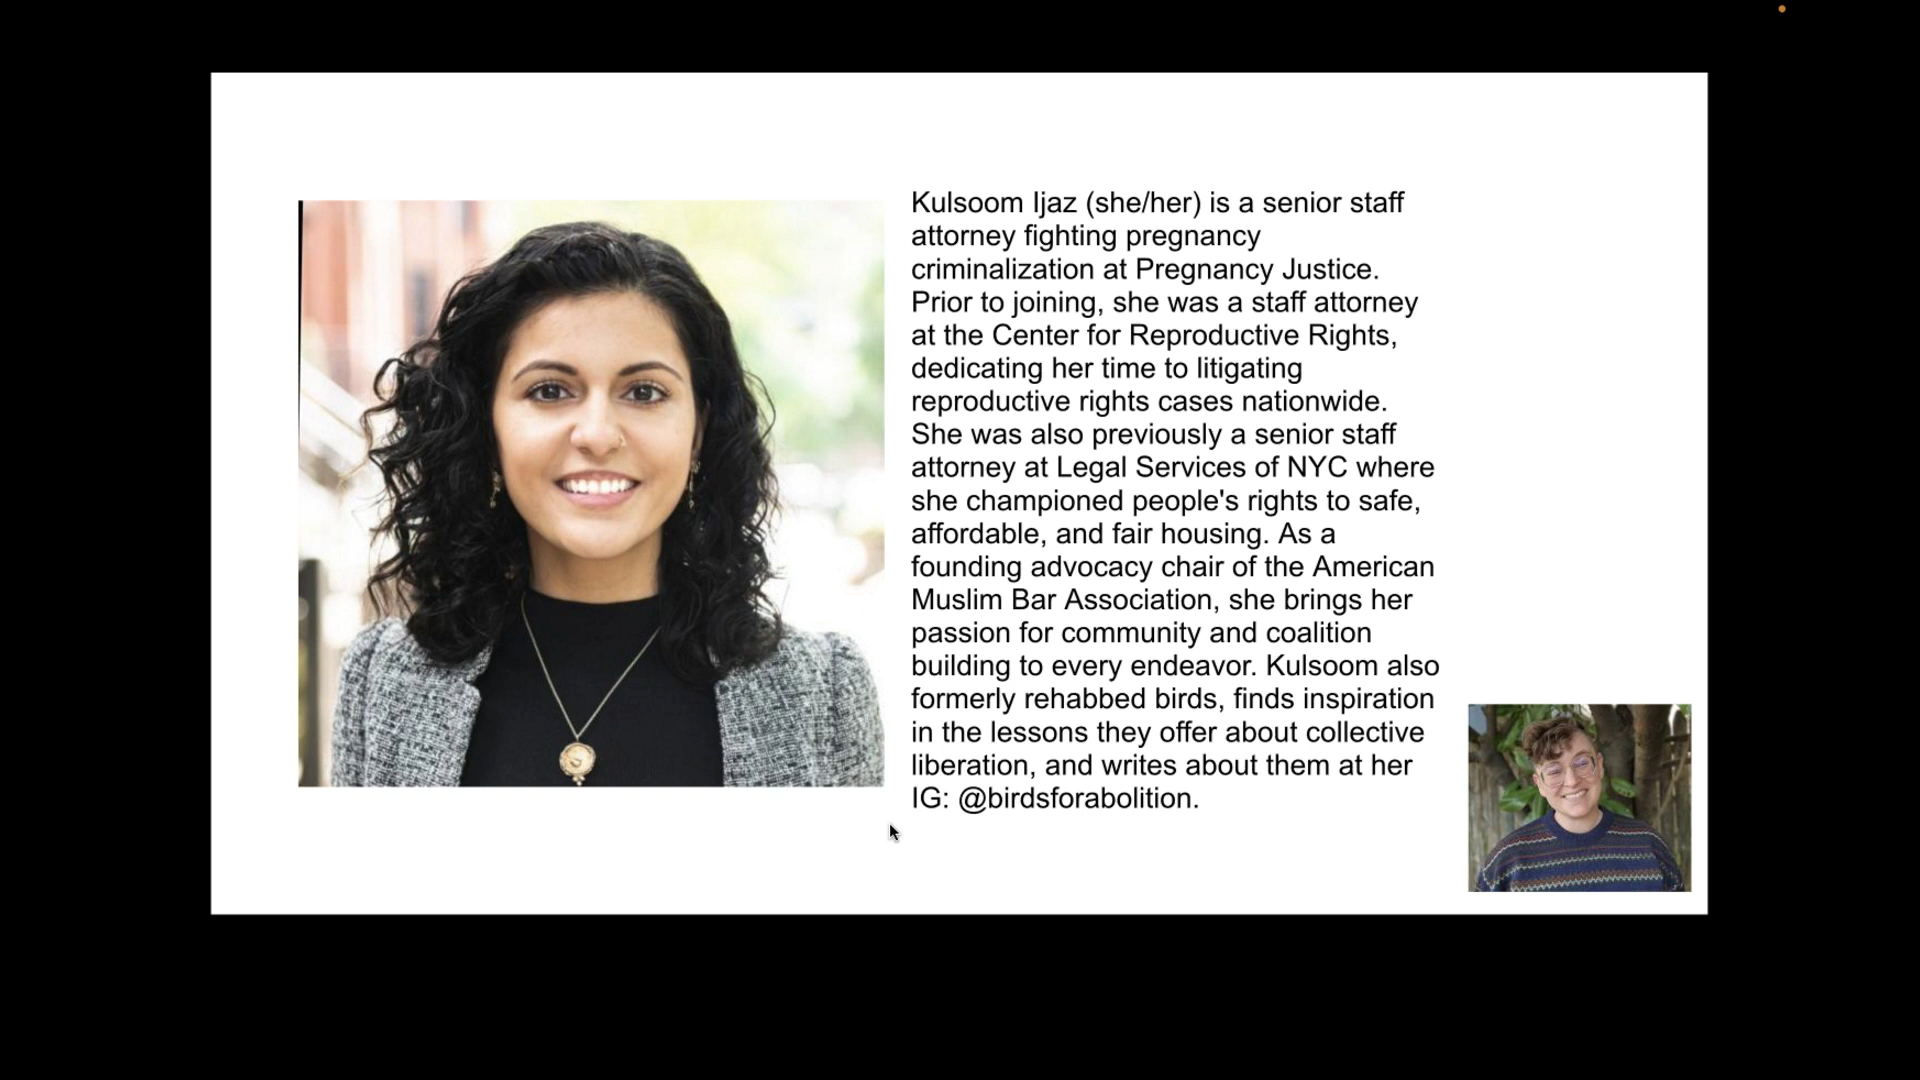 Kulsoom Ijaz (she/her) is a senior staff
attorney fighting pregnancy
criminalization at Pregnancy Justice.
Prior to joining, she was a staff attorney
at the Center for Reproductive Rights,
dedicating her time to litigating
reproductive rights cases nationwide.
She was also previously a senior staff
attorney at Legal Services of NYC where
she championed people's rights to safe,
affordable, and fair housing. As a
founding advocacy chair of the American
Muslim Bar Association, she brings her
passion for community and coalition
building to every endeavor. Kulsoom also
formerly rehabbed birds, finds inspiration
in the lessons they offer about collective
liberation, and writes about them at her
IG: @birdsforabolition.